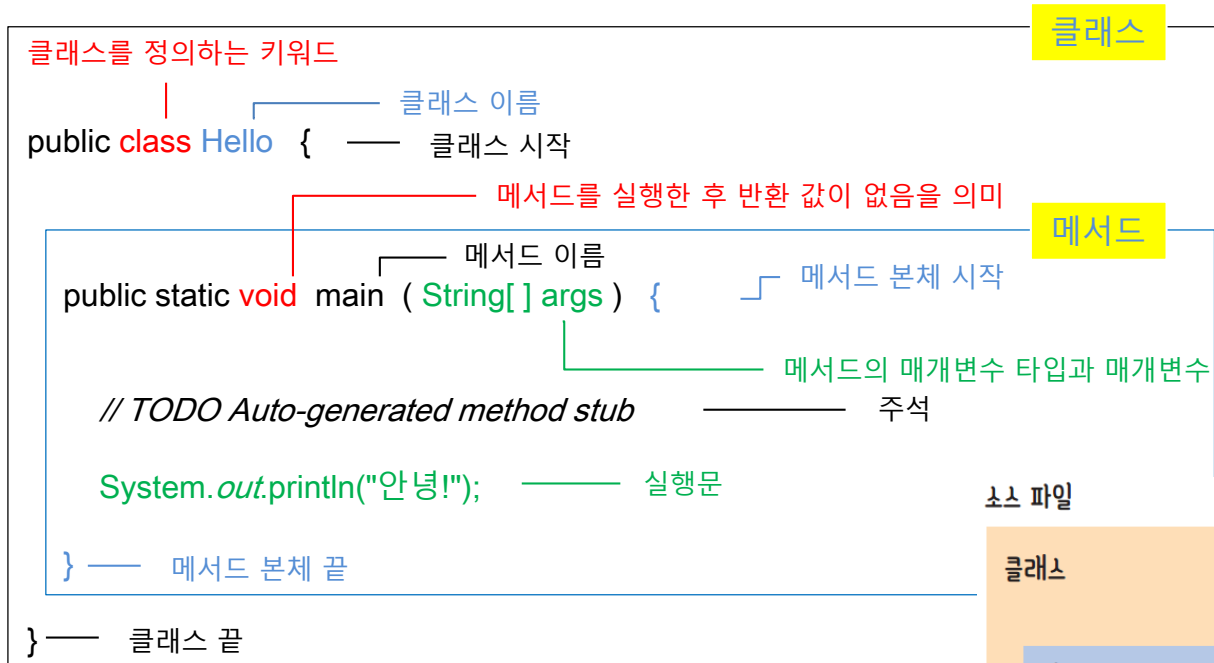 클래스
클래스를 정의하는 키워드
클래스 이름
public class Hello {
클래스 시작
메서드를 실행한 후 반환 값이 없음을 의미
메서드
메서드 이름
메서드 본체 시작
public static void main ( String[ ] args ) {
메서드의 매개변수 타입과 매개변수
// TODO Auto-generated method stub
주석
System.out.println("안녕!");
실행문
소스 파일
클래스
}
메서드 본체 끝
}
클래스 끝